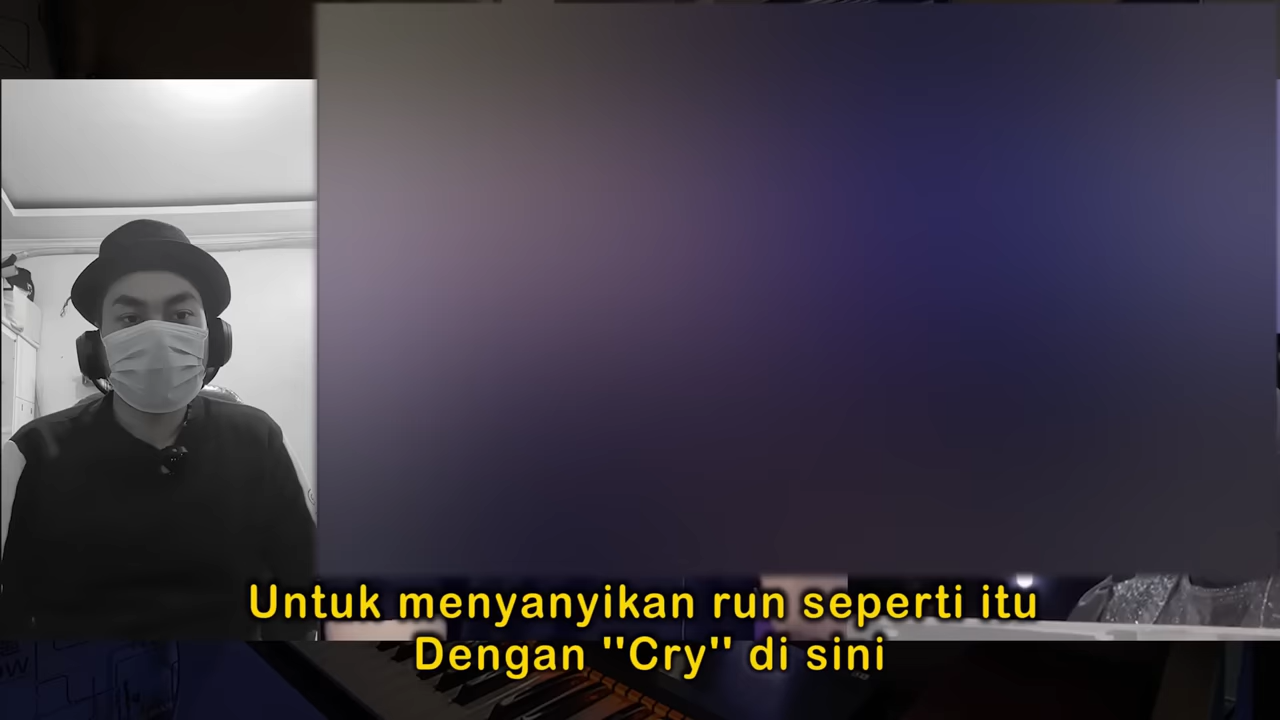 Untuk menyanyikan run seperti itu
Dengan "Cry" di sini